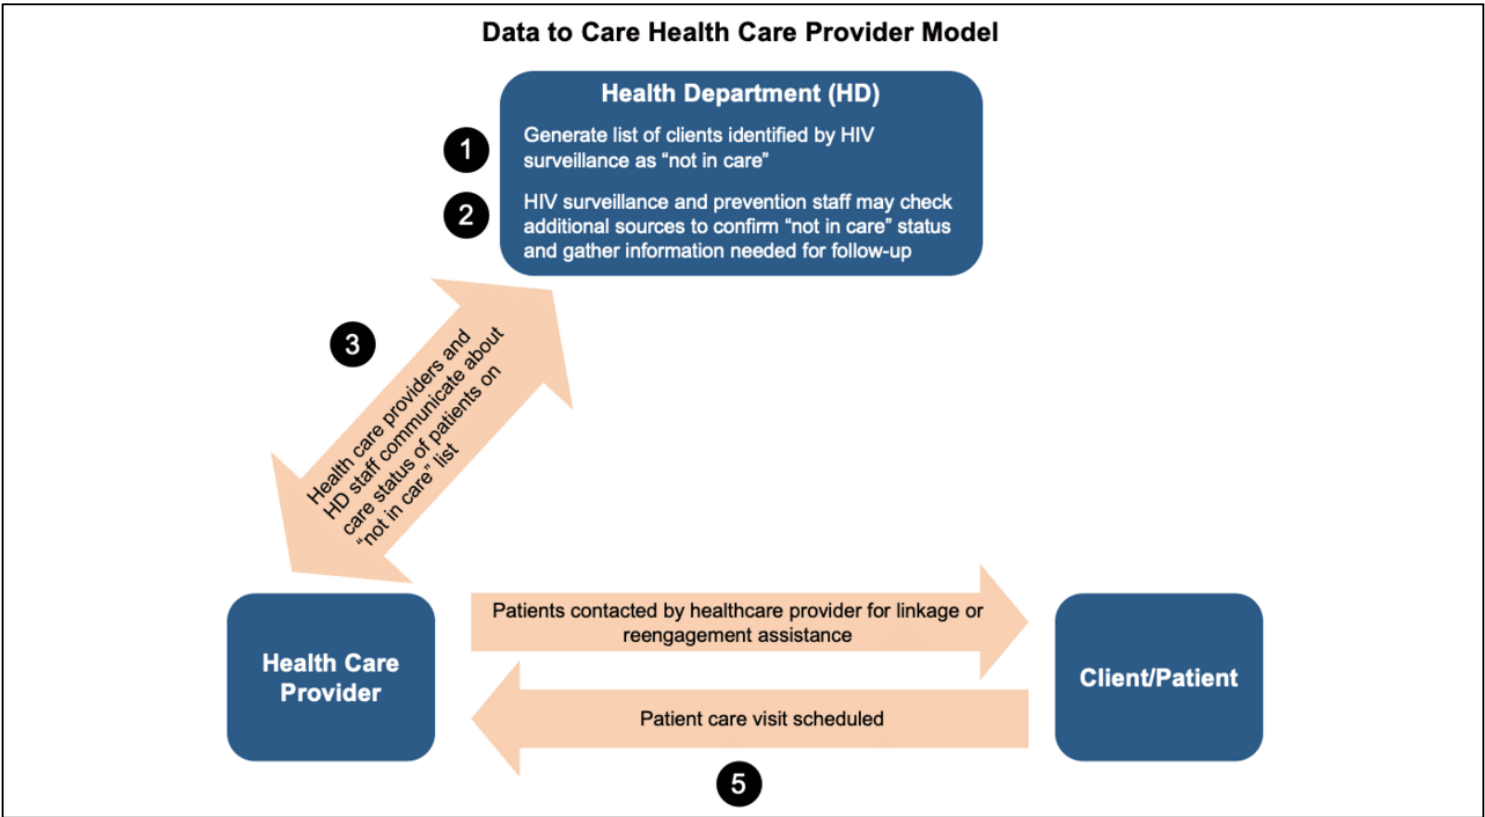 Data to Care Health Care Provider Model
Health Department (HD)
1
Generate list of clients identified by HIV
surveillance as “not in care”
2
HIV surveillance and prevention staff may check
additional sources to confirm “not in care” status
and gather information needed for follow-up
3
Health care providers and
HD staff communicate about
care status of patients on
“not in care” list
Health Care
Provider
Patients contacted by healthcare provider for linkage or
reengagement assistance
Client/Patient
Patient care visit scheduled
5